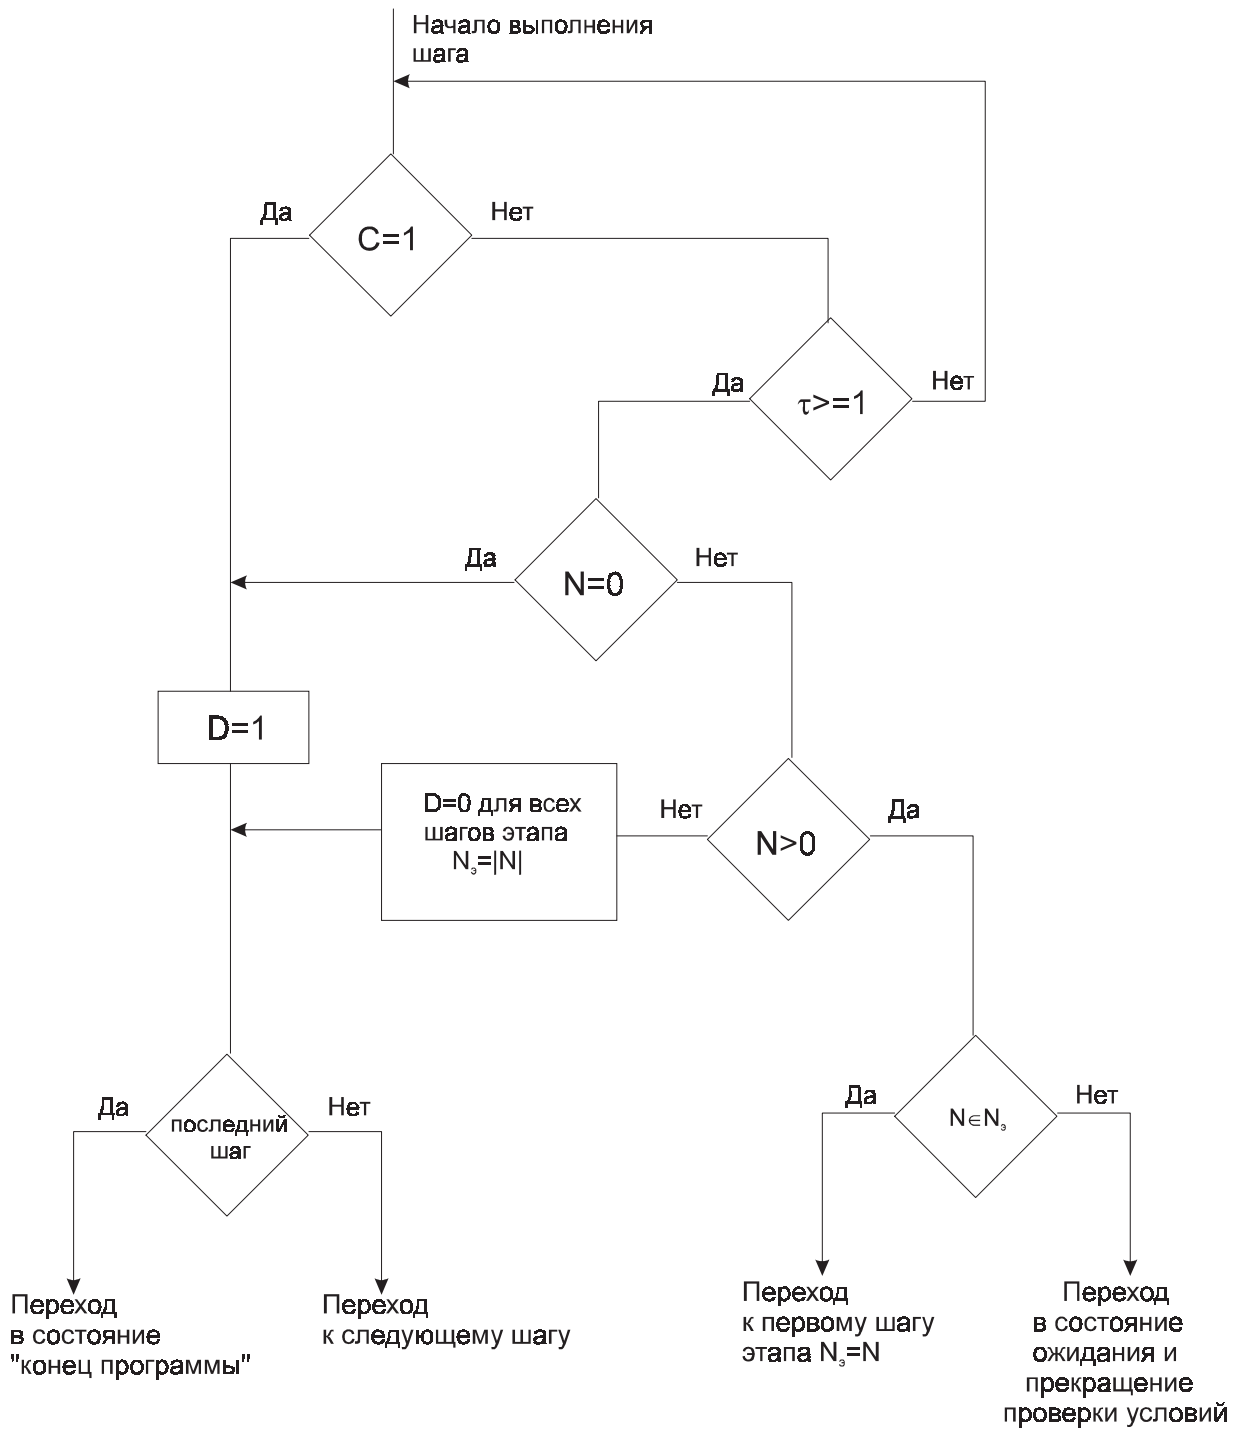 Начало выполнения
шага
Да
Нет
C=1
Да
Нет
τ>=1
Да
Нет
N=0
D=1
D=0 для всех
шагов этапа
Nэ=|N|
Нет
Да
N>0
Да
Нет
последний
шаг
Да
Нет
N∈Nэ
Переход
в состояние
"конец программы"
Переход
к следующему шагу
Переход
к первому шагу
этапа Nэ=N
Переход
в состояние
ожидания и
прекращение
проверки условий